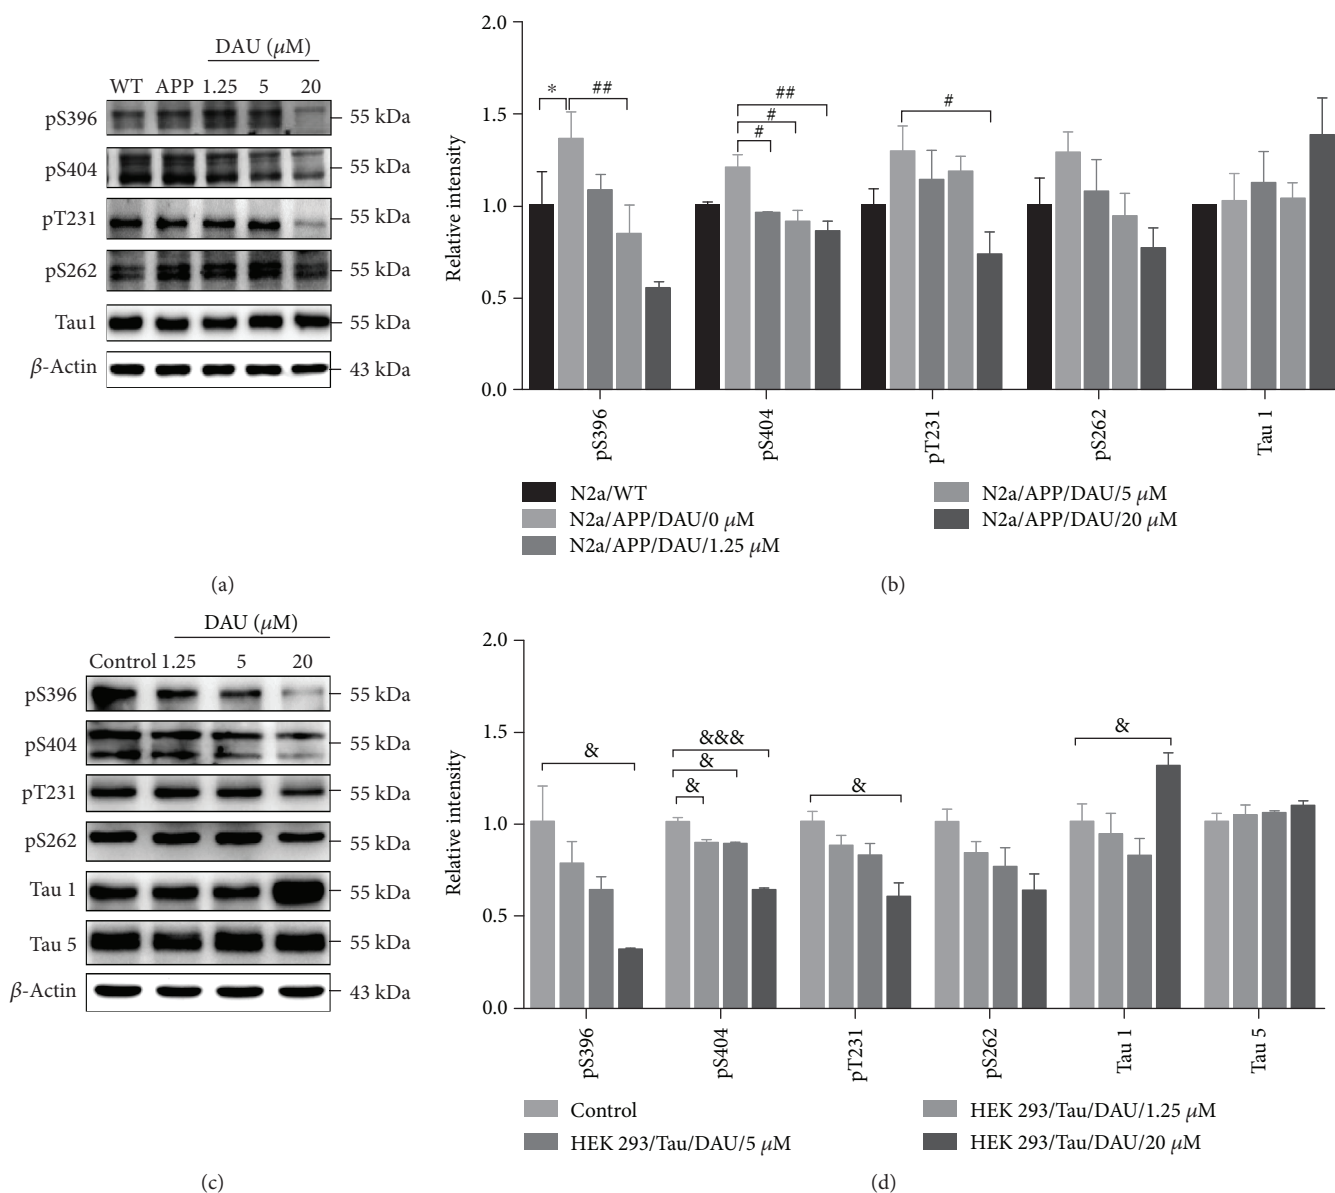 DAU (μM)
WT APP 1.25 5 20
pS396 55 kDa
pS404 55 kDa
pT231 55 kDa
pS262 55 kDa
Tau1 55 kDa
β-Actin 43 kDa
(a)
Relative intensity
2.0
1.5
1.0
0.5
0.0
* ##
# # ##
#
pS396 pS404 pT231 pS262 Tau 1
N2a/WT
N2a/APP/DAU/0 μM
N2a/APP/DAU/1.25 μM
N2a/APP/DAU/5 μM
N2a/APP/DAU/20 μM
(b)
DAU (μM)
Control 1.25 5 20
pS396 55 kDa
pS404 55 kDa
pT231 55 kDa
pS262 55 kDa
Tau 1 55 kDa
Tau 5 55 kDa
β-Actin 43 kDa
(c)
Relative intensity
2.0
1.5
1.0
0.5
0.0
&
&&&
&
&
&
&
pS396 pS404 pT231 pS262 Tau 1 Tau 5
Control
HEK 293/Tau/DAU/5 μM
HEK 293/Tau/DAU/1.25 μM
HEK 293/Tau/DAU/20 μM
(d)